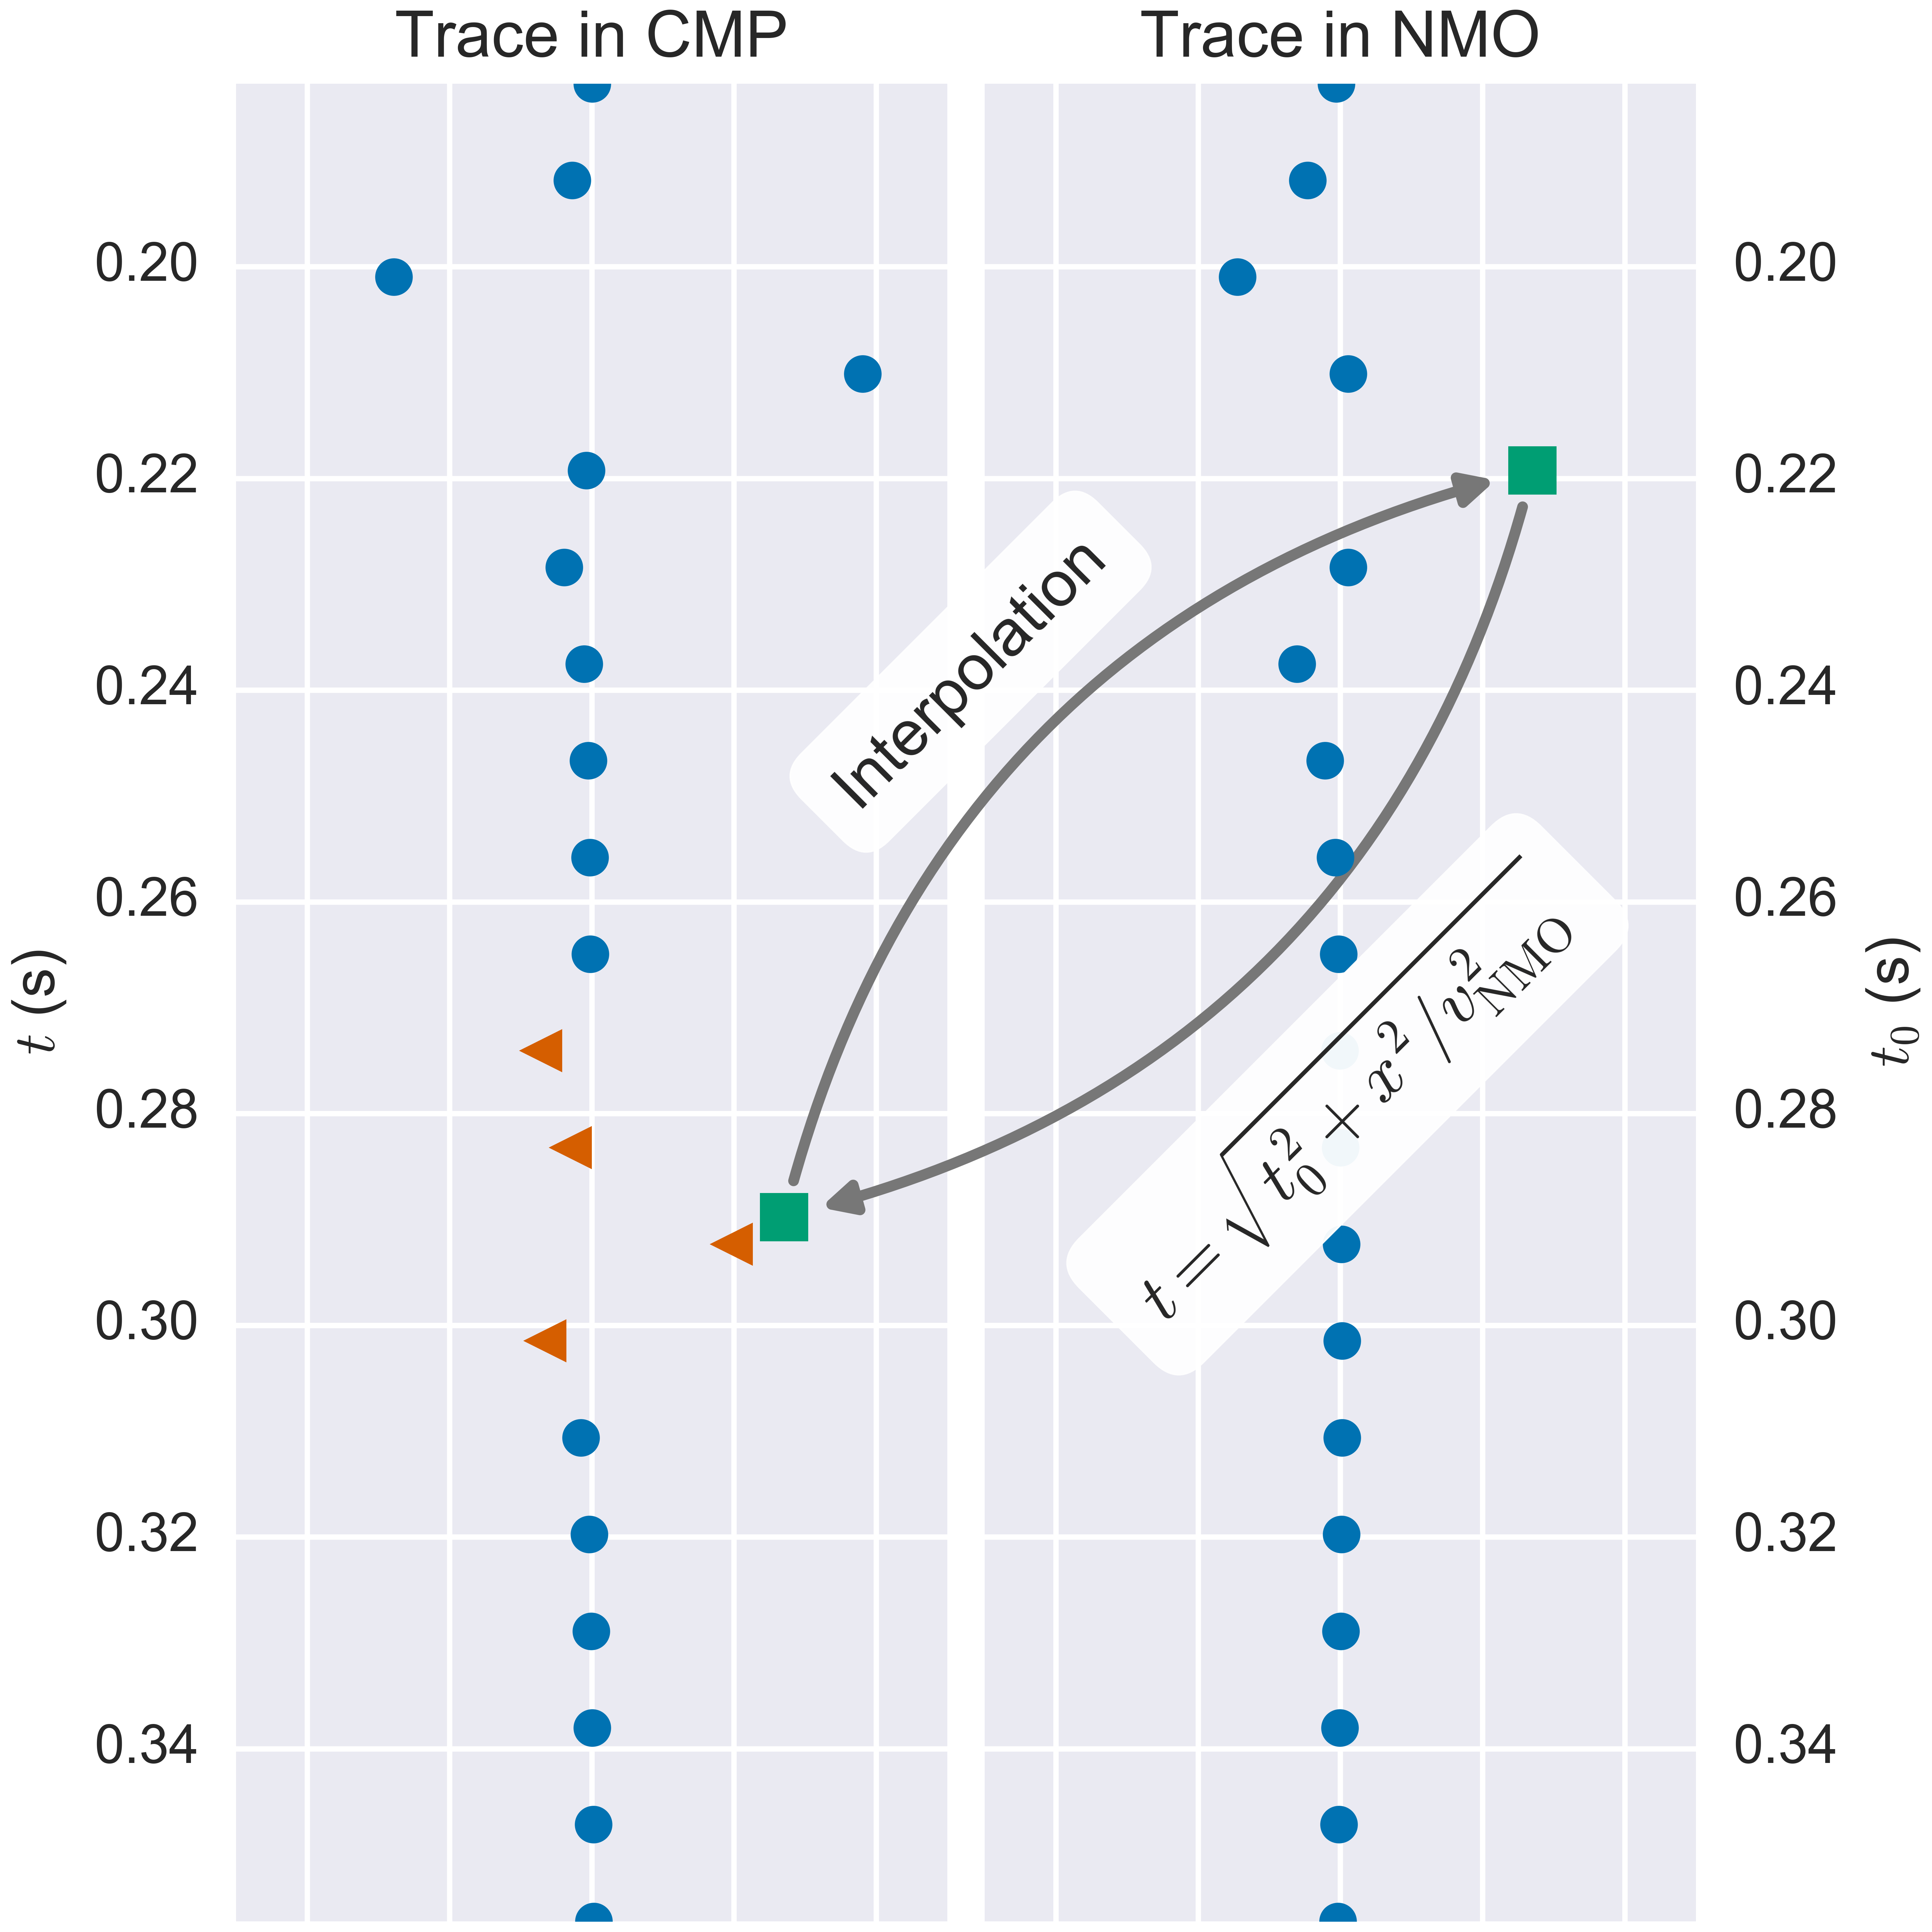 Trace in CMP
Trace in NMO
0.20
0.22
0.24
0.26
0.28
0.30
0.32
0.34
t (s)
Interpolation
t = √(t₀² + x² / v²_NMO)
0.20
0.22
0.24
0.26
0.28
0.30
0.32
0.34
t₀ (s)